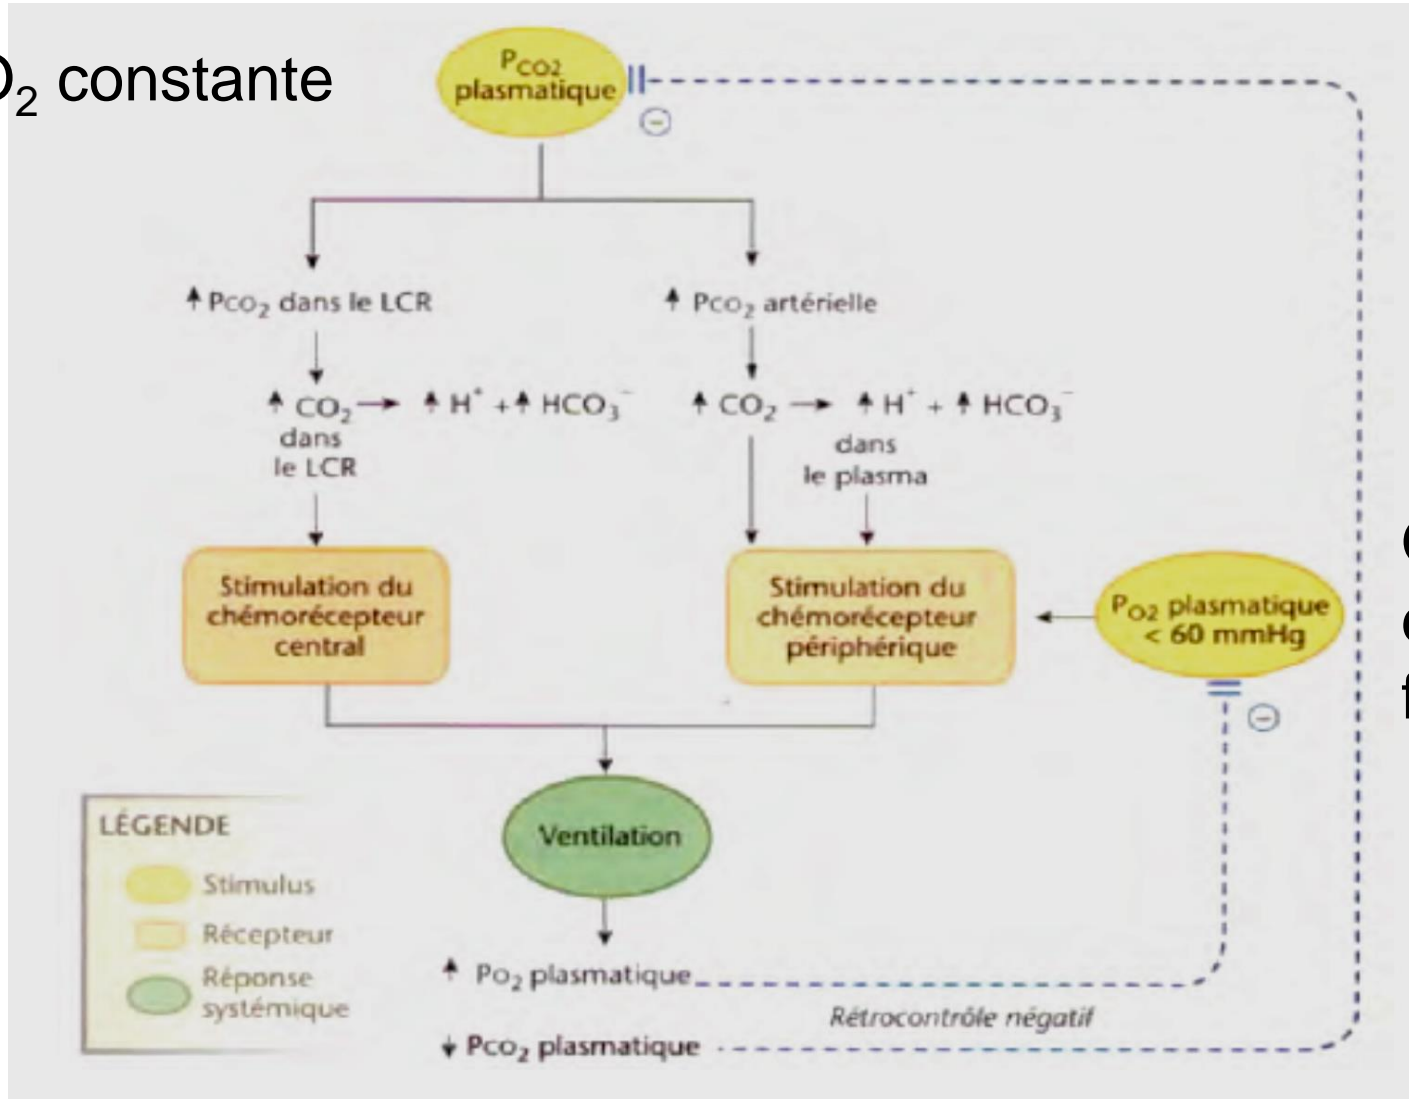 O₂ constante
PCO2
plasmatique
↑ PCO₂ dans le LCR
↑ PCO₂ artérielle
↑ CO₂ → ↑ H⁺ + ↑ HCO₃⁻
dans
le LCR
↑ CO₂ → ↑ H⁺ + ↑ HCO₃⁻
dans
le plasma
Stimulation du
chémorécepteur
central
Stimulation du
chémorécepteur
périphérique
PO2 plasmatique
< 60 mmHg
Ventilation
LÉGENDE
Stimulus
Récepteur
Réponse
systémique
↑ PO₂ plasmatique
Rétrocontrôle négatif
↓ PCO₂ plasmatique